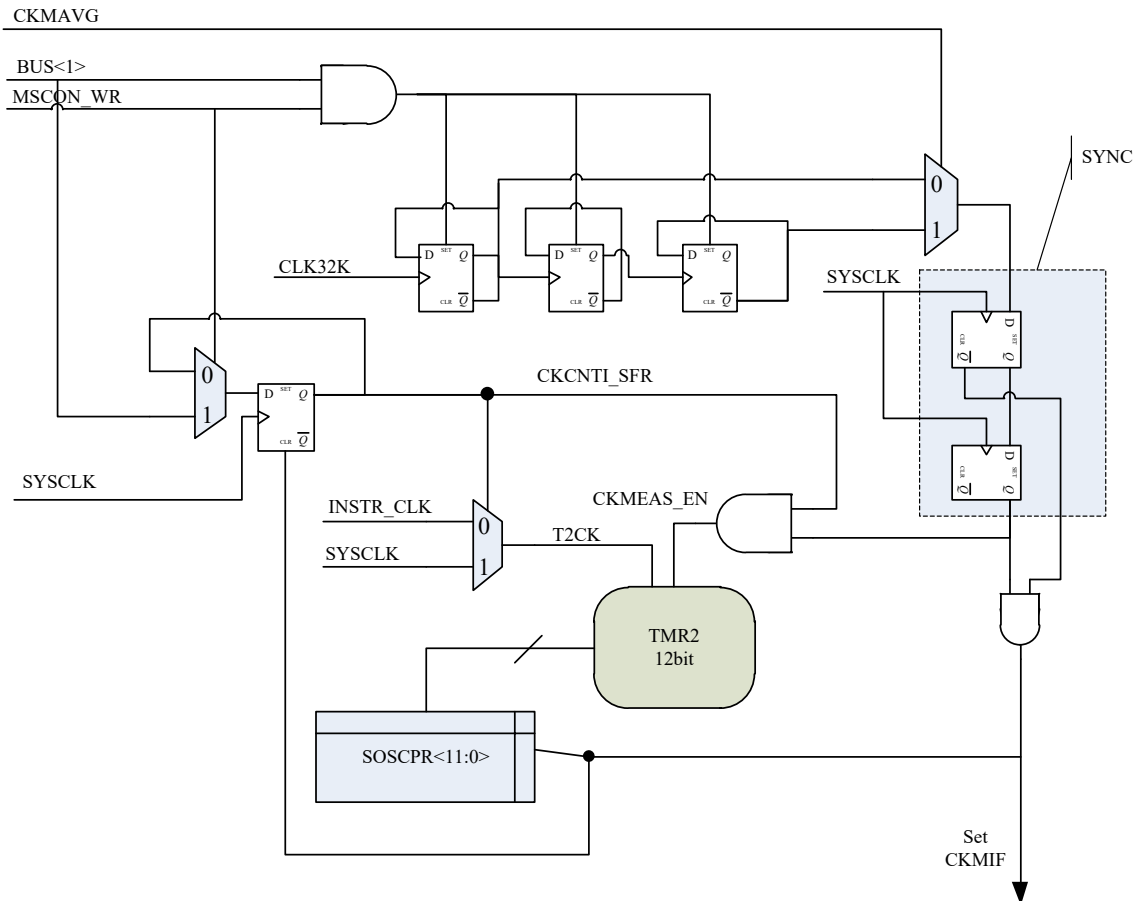 CKMAVG
BUS<1>
MSCON_WR
SYNC
0
1
D SET Q
CLR Q
D SET Q
CLR Q
D SET Q
CLR Q
CLK32K
SYSCLK
D
SET
CLR
Q Q
0
1
D SET Q
CLR Q
CKCNTI_SFR
D
SET
CLR
Q Q
SYSCLK
INSTR_CLK
0
SYSCLK
1
T2CK
CKMEAS_EN
TMR2
12bit
SOSCPR<11:0>
Set
CKMIF